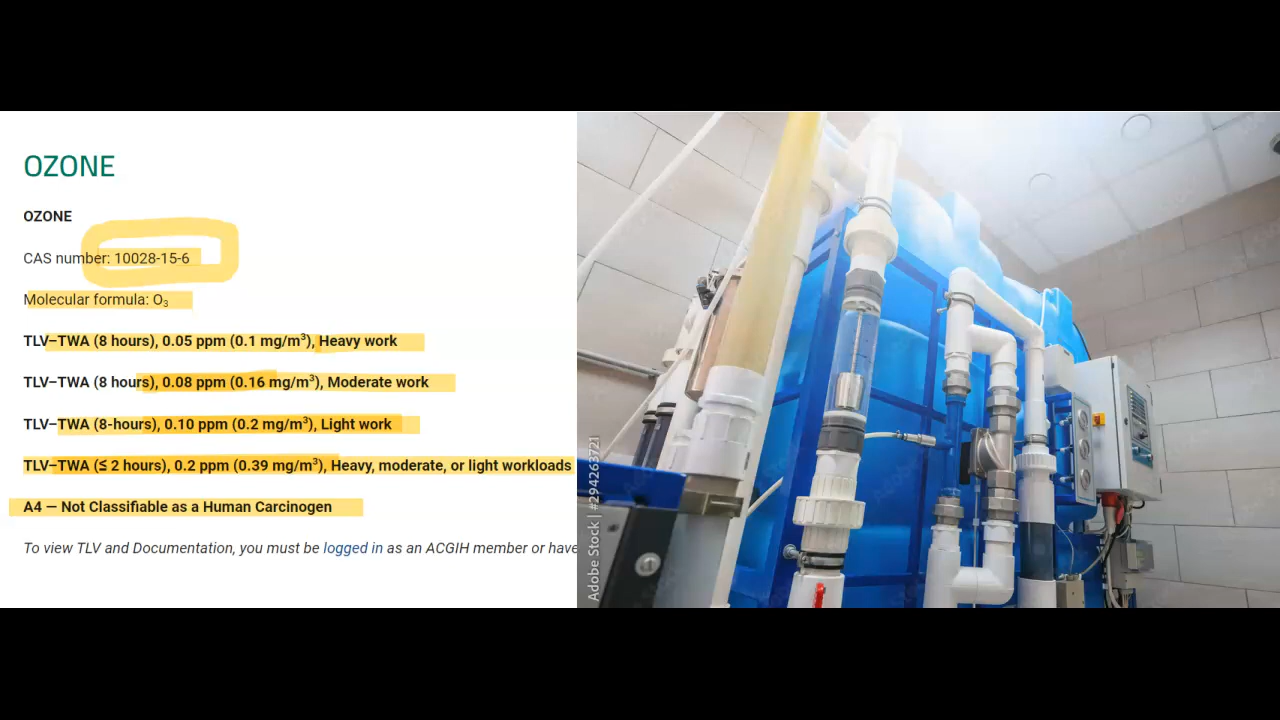 OZONE
OZONE
CAS number: 10028-15-6
Molecular formula: O₃
TLV–TWA (8 hours), 0.05 ppm (0.1 mg/m³), Heavy work
TLV–TWA (8 hours), 0.08 ppm (0.16 mg/m³), Moderate work
TLV–TWA (8-hours), 0.10 ppm (0.2 mg/m³), Light work
TLV–TWA (≤ 2 hours), 0.2 ppm (0.39 mg/m³), Heavy, moderate, or light workloads
A4 — Not Classifiable as a Human Carcinogen
To view TLV and Documentation, you must be logged in as an ACGIH member or have
Adobe Stock | #294263721